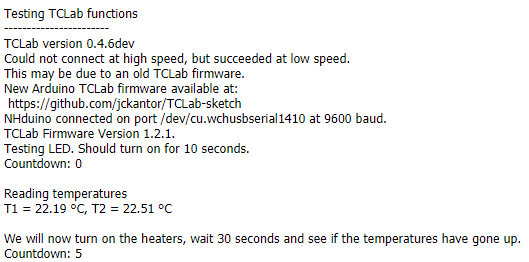 Testing TCLab functions
-----------------------
TCLab version 0.4.6dev
Could not connect at high speed, but succeeded at low speed.
This may be due to an old TCLab firmware.
New Arduino TCLab firmware available at:
https://github.com/jckantor/TCLab-sketch
NHduino connected on port /dev/cu.wchusbserial1410 at 9600 baud.
TCLab Firmware Version 1.2.1.
Testing LED. Should turn on for 10 seconds.
Countdown: 0
Reading temperatures
T1 = 22.19 ºC, T2 = 22.51 ºC
We will now turn on the heaters, wait 30 seconds and see if the temperatures have gone up.
Countdown: 5